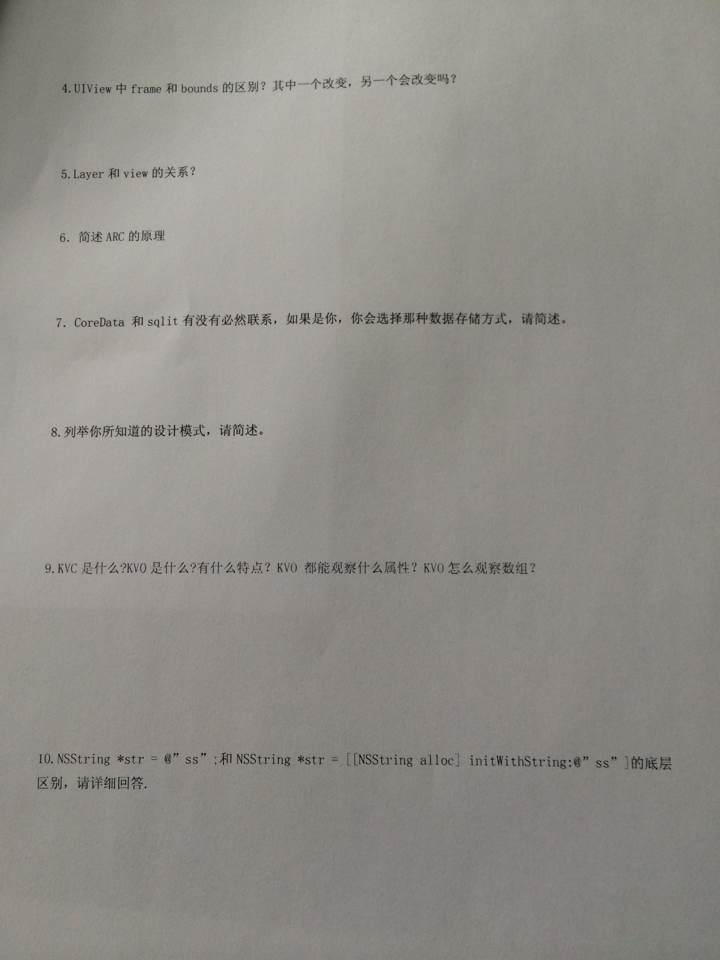 4.UIView 中 frame 和 bounds 的区别？其中一个改变，另一个会改变吗？
5.Layer 和 view 的关系？
6. 简述 ARC 的原理
7. CoreData 和 sqlit 有没有必然联系，如果是你，你会选择那种数据存储方式，请简述。
8.列举你所知道的设计模式，请简述。
9.KVC 是什么?KVO 是什么?有什么特点？KVO 都能观察什么属性？KVO 怎么观察数组？
10.NSString *str = @”ss”;和 NSString *str = [[NSString alloc] initWithString:@”ss”]的底层
区别，请详细回答.